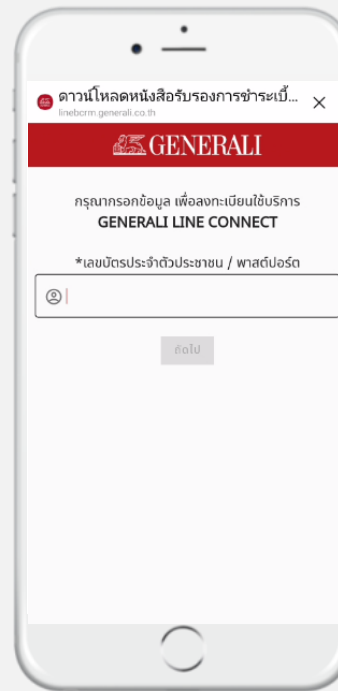 ดาวน์โหลดหนังสือรับรองการชำระเบี้...
linebcrm.generali.co.th
GENERALI
กรุณากรอกข้อมูล เพื่อลงทะเบียนใช้บริการ
GENERALI LINE CONNECT
*เลขบัตรประจำตัวประชาชน / พาสต์ปอร์ต
ถัดไป